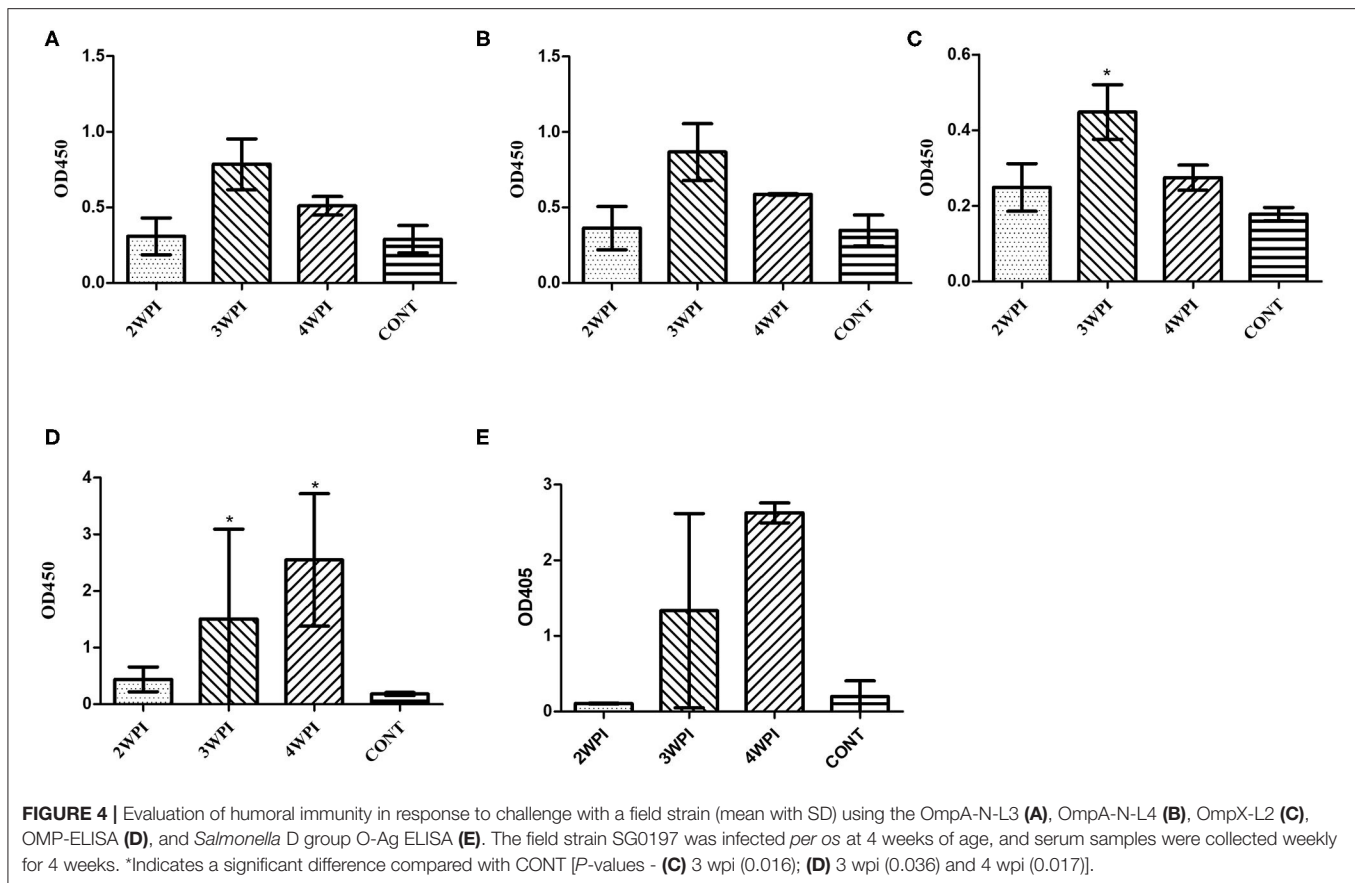 A
1.5
1.0
0.5
0.0
OD450
2WPI
3WPI
4WPI
CONT
B
1.5
1.0
0.5
0.0
OD450
2WPI
3WPI
4WPI
CONT
C
0.6
0.4
0.2
0.0
OD450
*
2WPI
3WPI
4WPI
CONT
D
4
3
2
1
0
OD450
*
*
2WPI
3WPI
4WPI
CONT
E
3
2
1
0
OD405
2WPI
3WPI
4WPI
CONT
FIGURE 4 | Evaluation of humoral immunity in response to challenge with a field strain (mean with SD) using the OmpA-N-L3 (A), OmpA-N-L4 (B), OmpX-L2 (C),
OMP-ELISA (D), and Salmonella D group O-Ag ELISA (E). The field strain SG0197 was infected per os at 4 weeks of age, and serum samples were collected weekly
for 4 weeks. *Indicates a significant difference compared with CONT [P-values - (C) 3 wpi (0.016); (D) 3 wpi (0.036) and 4 wpi (0.017)].